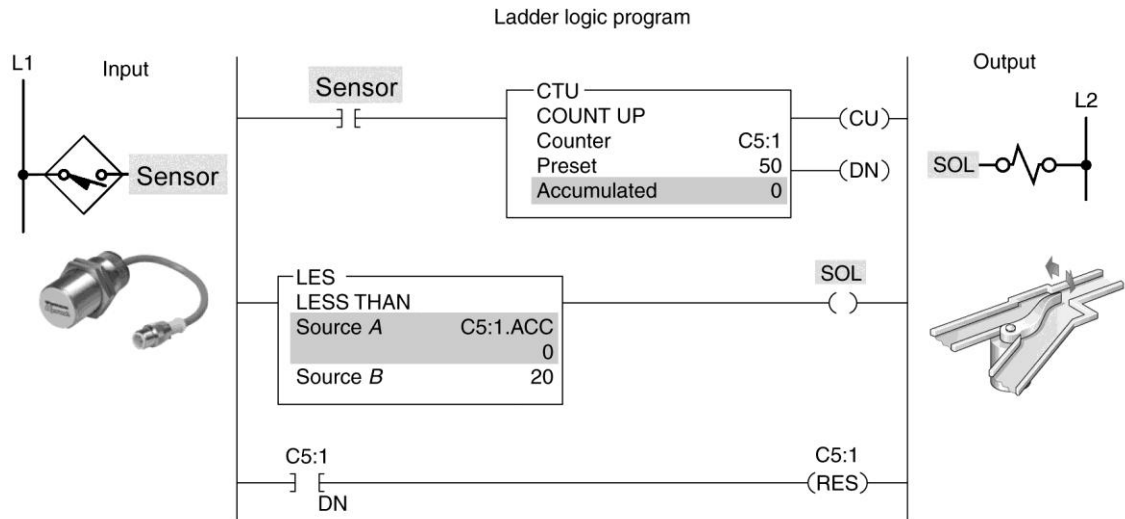 Ladder logic program
L1
Input
Sensor
Sensor
CTU
COUNT UP
Counter C5:1
Preset 50
Accumulated 0
(CU)
(DN)
Output
L2
SOL
LES
LESS THAN
Source A C5:1.ACC
0
Source B 20
SOL
C5:1
DN
C5:1
(RES)